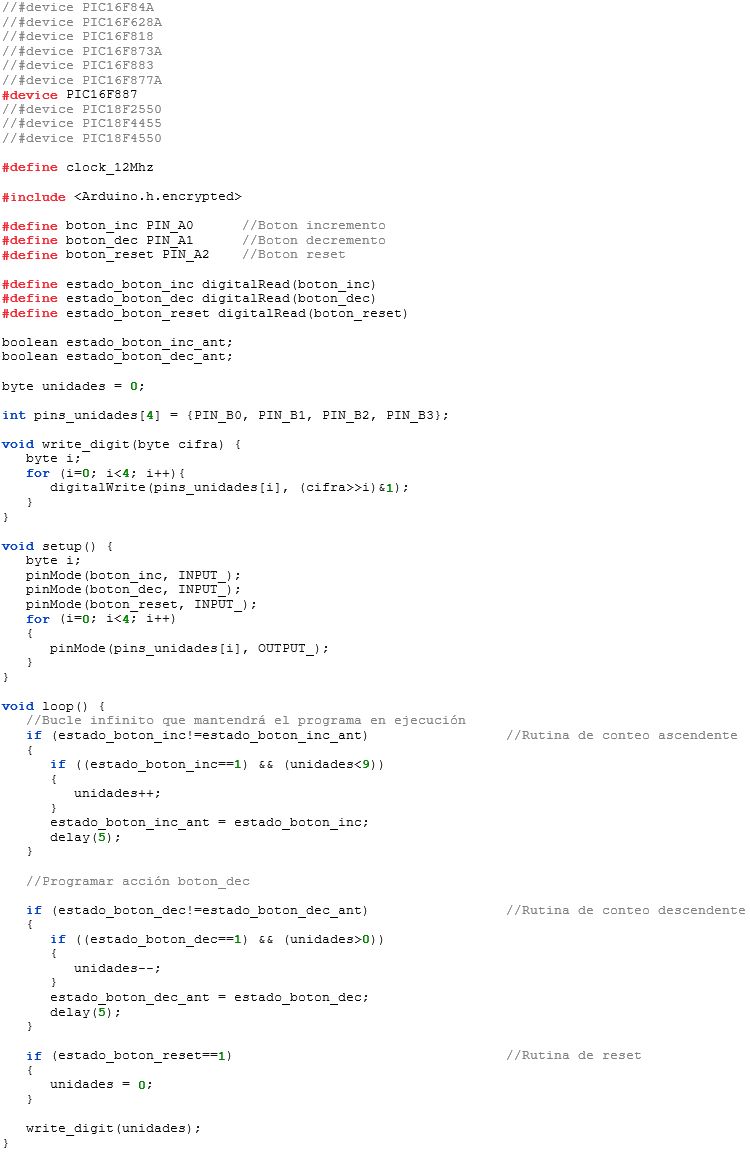 //#device PIC16F84A
//#device PIC16F628A
//#device PIC16F818
//#device PIC16F873A
//#device PIC16F883
//#device PIC16F877A
#device PIC16F887
//#device PIC18F2550
//#device PIC18F4455
//#device PIC18F4550

#define clock_12Mhz

#include <Arduino.h.encrypted>

#define boton_inc PIN_A0      //Boton incremento
#define boton_dec PIN_A1      //Boton decremento
#define boton_reset PIN_A2    //Boton reset

#define estado_boton_inc digitalRead(boton_inc)
#define estado_boton_dec digitalRead(boton_dec)
#define estado_boton_reset digitalRead(boton_reset)

boolean estado_boton_inc_ant;
boolean estado_boton_dec_ant;

byte unidades = 0;

int pins_unidades[4] = {PIN_B0, PIN_B1, PIN_B2, PIN_B3};

void write_digit(byte cifra) {
   byte i;
   for (i=0; i<4; i++){
      digitalWrite(pins_unidades[i], (cifra>>i)&1);
   }
}

void setup() {
   byte i;
   pinMode(boton_inc, INPUT_);
   pinMode(boton_dec, INPUT_);
   pinMode(boton_reset, INPUT_);
   for (i=0; i<4; i++)
   {
      pinMode(pins_unidades[i], OUTPUT_);
   }
}

void loop() {
   //Bucle infinito que mantendrá el programa en ejecución
   if (estado_boton_inc!=estado_boton_inc_ant)                 //Rutina de conteo ascendente
   {
      if ((estado_boton_inc==1) && (unidades<9))
      {
         unidades++;
      }
      estado_boton_inc_ant = estado_boton_inc;
      delay(5);
   }

   //Programar acción boton_dec

   if (estado_boton_dec!=estado_boton_dec_ant)                 //Rutina de conteo descendente
   {
      if ((estado_boton_dec==1) && (unidades>0))
      {
         unidades--;
      }
      estado_boton_dec_ant = estado_boton_dec;
      delay(5);
   }

   if (estado_boton_reset==1)                                  //Rutina de reset
   {
      unidades = 0;
   }

   write_digit(unidades);
}